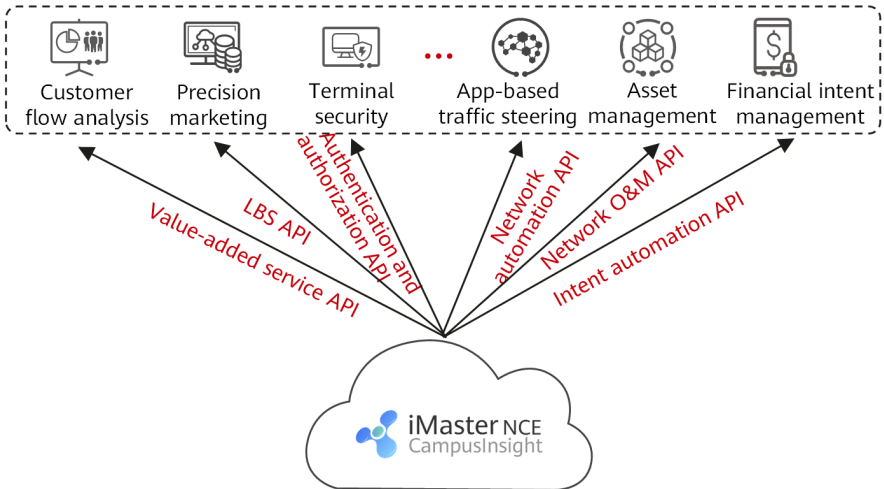 Customer
flow analysis
Precision
marketing
Terminal
security
...
App-based
traffic steering
Asset
management
Financial intent
management
Value-added service API
LBS API
Authentication and
authorization API
Network
automation API
Network O&M API
Intent automation API
iMaster NCE
CampusInsight